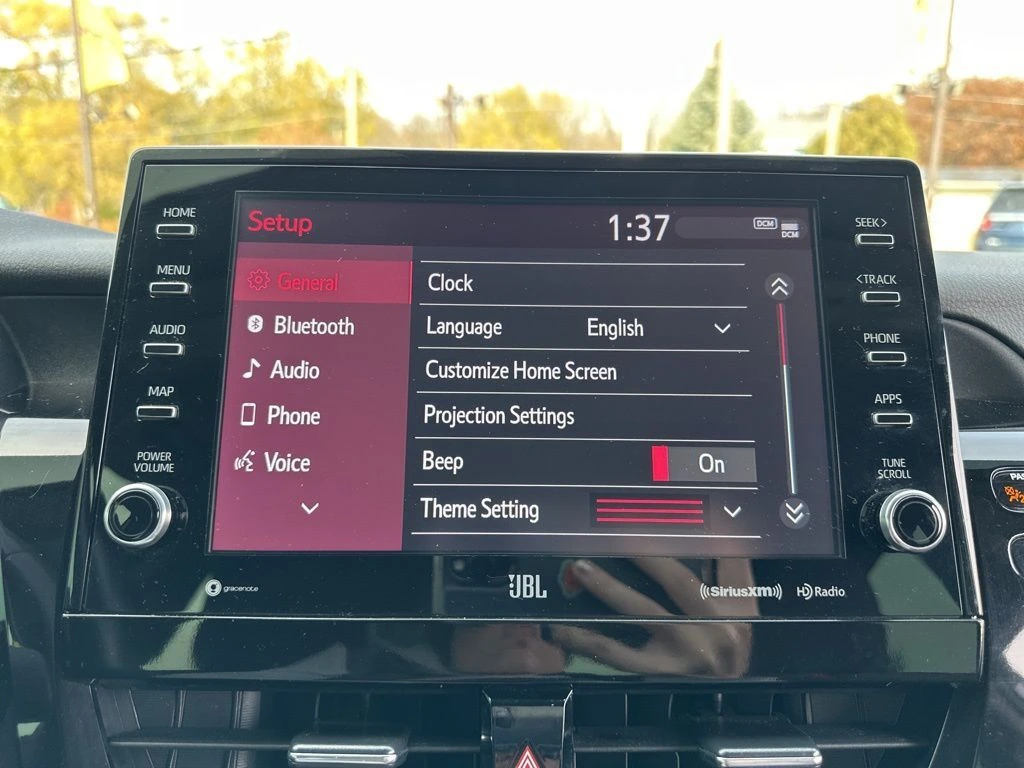 HOME
MENU
AUDIO
MAP
POWER
VOLUME
Setup
1:37
DCM
DCM
General
Bluetooth
Audio
Phone
Voice
Clock
Language English
Customize Home Screen
Projection Settings
Beep On
Theme Setting
SEEK >
< TRACK
PHONE
APPS
TUNE
SCROLL
gracenote
JBL
((SiriusXM))
HD Radio